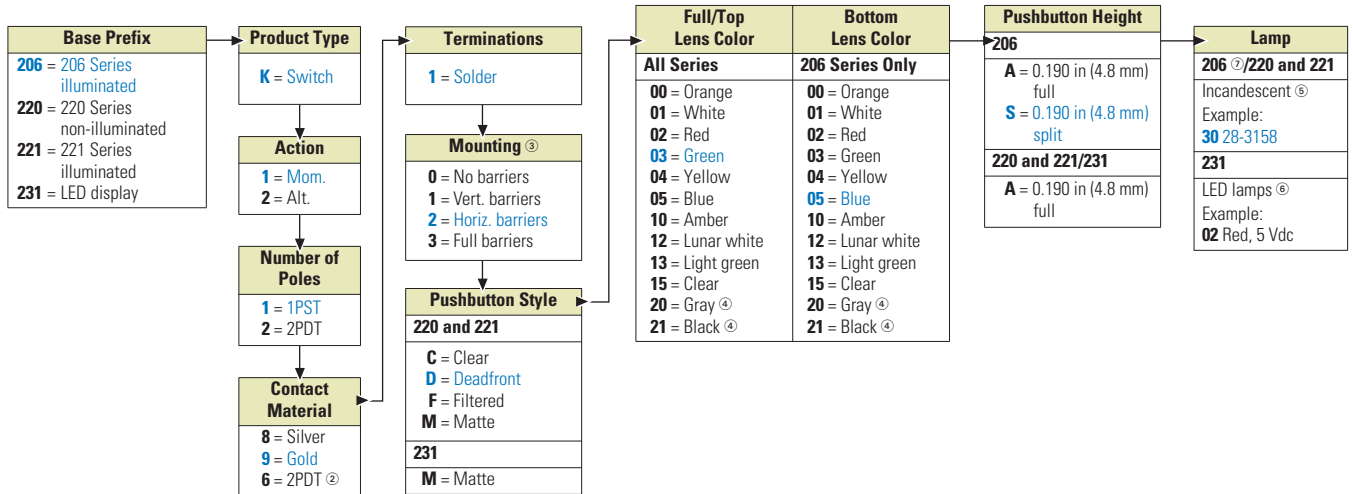 Base Prefix
206 = 206 Series
illuminated
220 = 220 Series
non-illuminated
221 = 221 Series
illuminated
231 = LED display
Product Type
K = Switch
Action
1 = Mom.
2 = Alt.
Number of
Poles
1 = 1PST
2 = 2PDT
Contact
Material
8 = Silver
9 = Gold
6 = 2PDT ②
Terminations
1 = Solder
Mounting ③
0 = No barriers
1 = Vert. barriers
2 = Horiz. barriers
3 = Full barriers
Pushbutton Style
220 and 221
C = Clear
D = Deadfront
F = Filtered
M = Matte
231
M = Matte
Full/Top
Lens Color
All Series
00 = Orange
01 = White
02 = Red
03 = Green
04 = Yellow
05 = Blue
10 = Amber
12 = Lunar white
13 = Light green
15 = Clear
20 = Gray ④
21 = Black ④
Bottom
Lens Color
206 Series Only
00 = Orange
01 = White
02 = Red
03 = Green
04 = Yellow
05 = Blue
10 = Amber
12 = Lunar white
13 = Light green
15 = Clear
20 = Gray ④
21 = Black ④
Pushbutton Height
206
A = 0.190 in (4.8 mm)
full
S = 0.190 in (4.8 mm)
split
220 and 221/231
A = 0.190 in (4.8 mm)
full
Lamp
206 ⑦/220 and 221
Incandescent ⑤
Example:
30 28-3158
231
LED lamps ⑥
Example:
02 Red, 5 Vdc